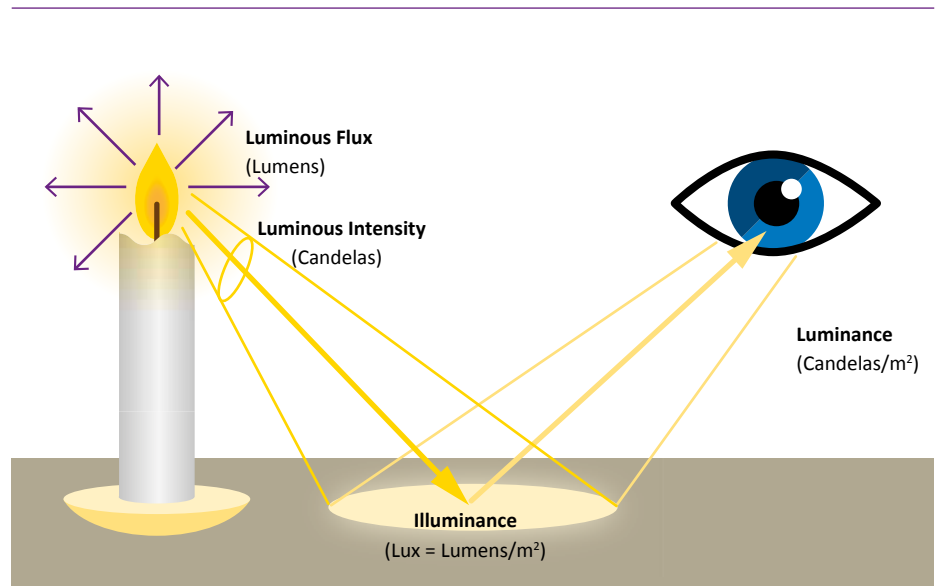 Luminous Flux
(Lumens)
Luminous Intensity
(Candelas)
Luminance
(Candelas/m²)
Illuminance
(Lux = Lumens/m²)